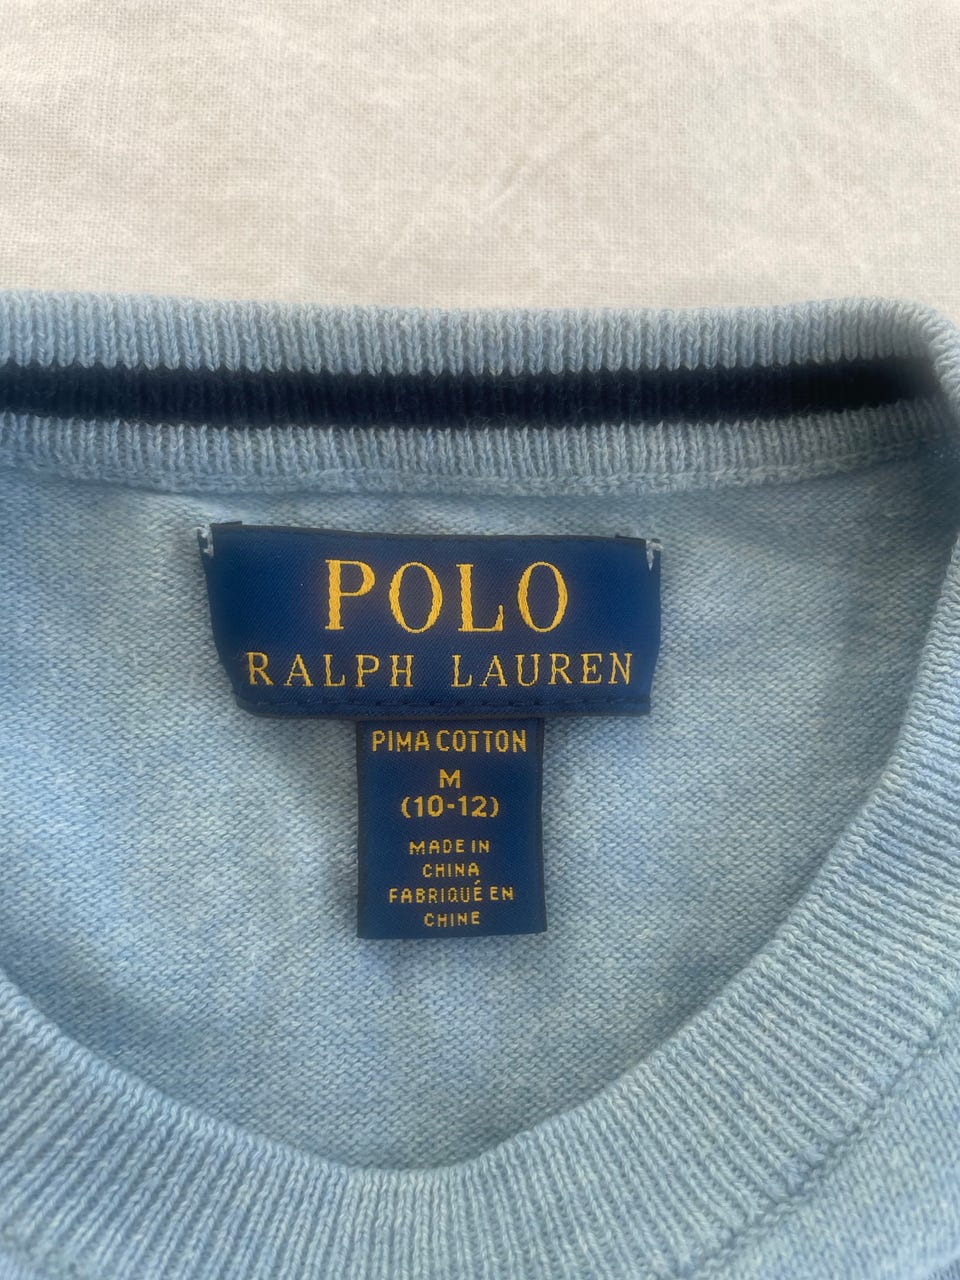 POLO
RALPH LAUREN
PIMA COTTON
M
(10-12)
MADE IN
CHINA
FABRIQUÉ EN
CHINE